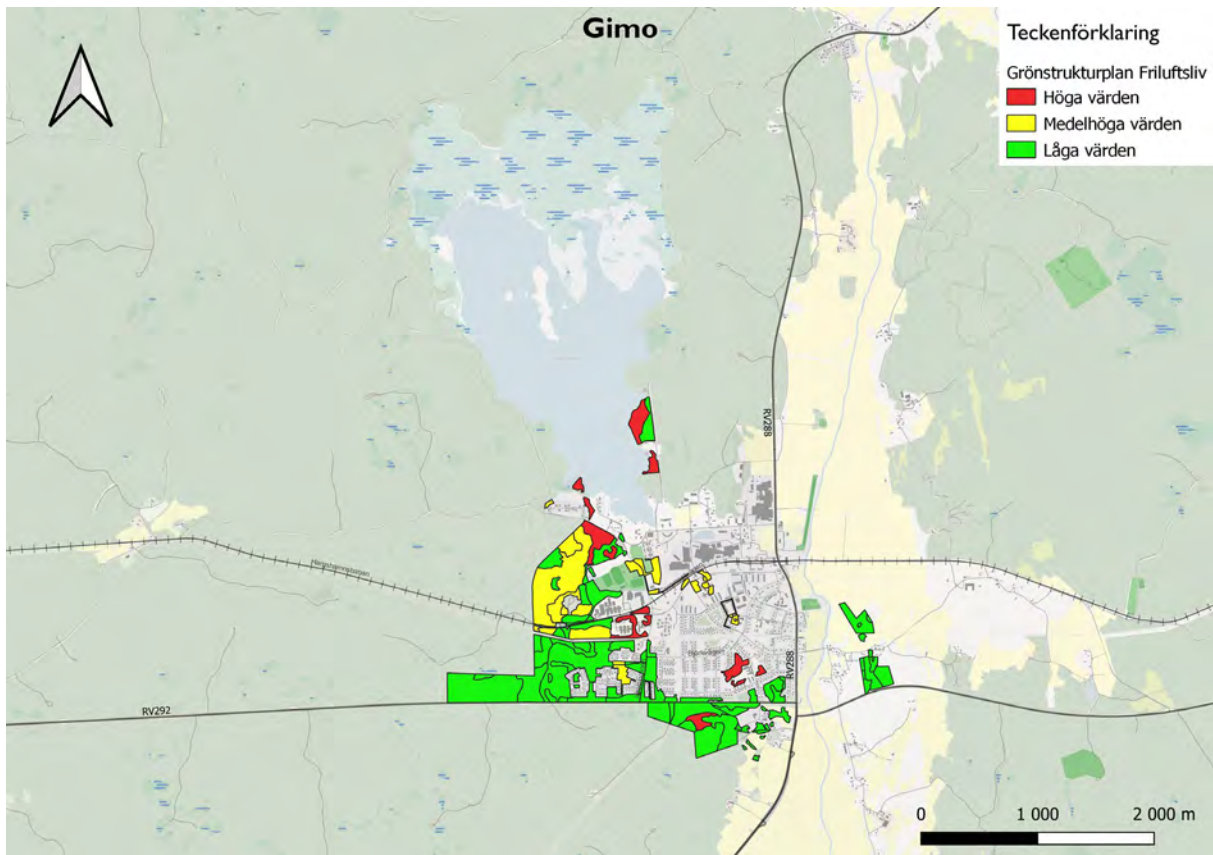 Gimo
Teckenförklaring
Grönstrukturplan Friluftsliv
Höga värden
Medelhöga värden
Låga värden
RV288
RV288
RV292
0 1 000 2 000 m